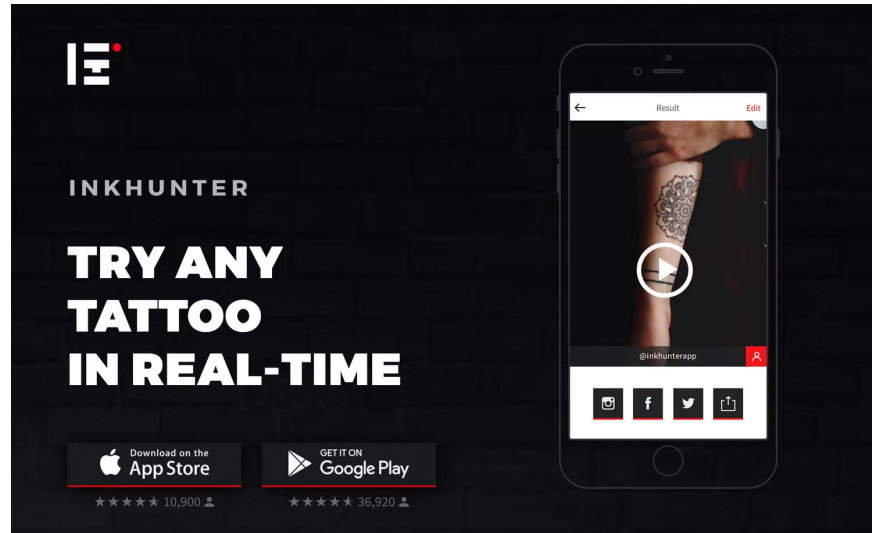 INKHUNTER
TRY ANY
TATTOO
IN REAL-TIME
Download on the
App Store
GET IT ON
Google Play
10,900
36,920
Result
Edit
@inkhunterapp
f